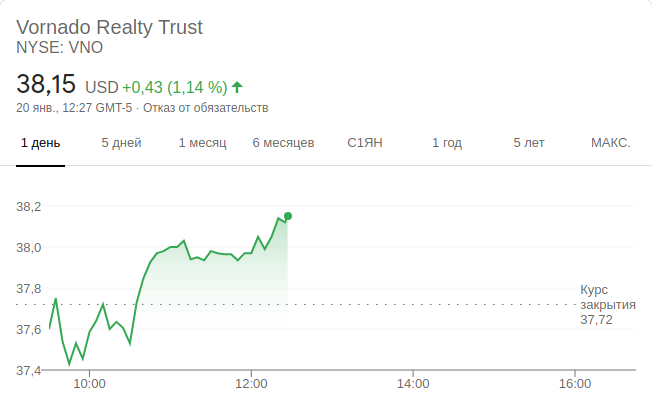 Vornado Realty Trust
NYSE: VNO
38,15 USD +0,43 (1,14 %)
20 янв., 12:27 GMT-5 · Отказ от обязательств
1 день 5 дней 1 месяц 6 месяцев С1ЯН 1 год 5 лет МАКС.
38,2
38,0
37,8
Курс
закрытия
37,72
37,6
37,4
10:00 12:00 14:00 16:00